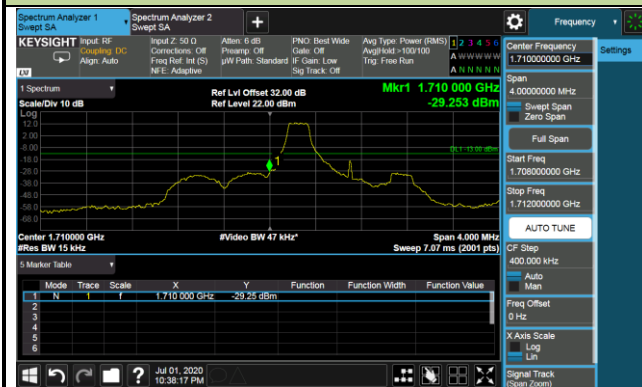 Spectrum Analyzer 1
Swept SA
Spectrum Analyzer 2
Swept SA
+
Frequency
KEYSIGHT
Input: RF
Coupling: DC
Align: Auto
Input Z: 50 Ω
Corrections: Off
Freq Ref: Int (S)
NFE: Adaptive
Atten: 6 dB
Preamp: Off
µW Path: Standard
PNO: Best Wide
Gate: Off
IF Gain: Low
Sig Track: Off
Avg Type: Power (RMS)
Avg|Hold:>100/100
Trig: Free Run
1 2 3 4 5 6
A W W W W W
A N N N N N
LXI
1 Spectrum
Scale/Div 10 dB
Ref Lvl Offset 32.00 dB
Ref Level 22.00 dBm
Mkr1 1.710 000 GHz
-29.253 dBm
Log
12.0
2.00
-8.00
-18.0
-28.0
-38.0
-48.0
-58.0
-68.0
DL1 -13.00 dBm
1
Center 1.710000 GHz
#Res BW 15 kHz
#Video BW 47 kHz*
Span 4.000 MHz
Sweep 7.07 ms (2001 pts)
5 Marker Table
Mode Trace Scale X Y Function Function Width Function Value
1 N 1 f 1.710 000 GHz -29.25 dBm
2
3
4
5
6
Jul 01, 2020
10:38:17 PM
?
Center Frequency
1.710000000 GHz
Settings
Span
4.00000000 MHz
Swept Span
Zero Span
Full Span
Start Freq
1.708000000 GHz
Stop Freq
1.712000000 GHz
AUTO TUNE
CF Step
400.000 kHz
Auto
Man
Freq Offset
0 Hz
X Axis Scale
Log
Lin
Signal Track
(Span Zoom)